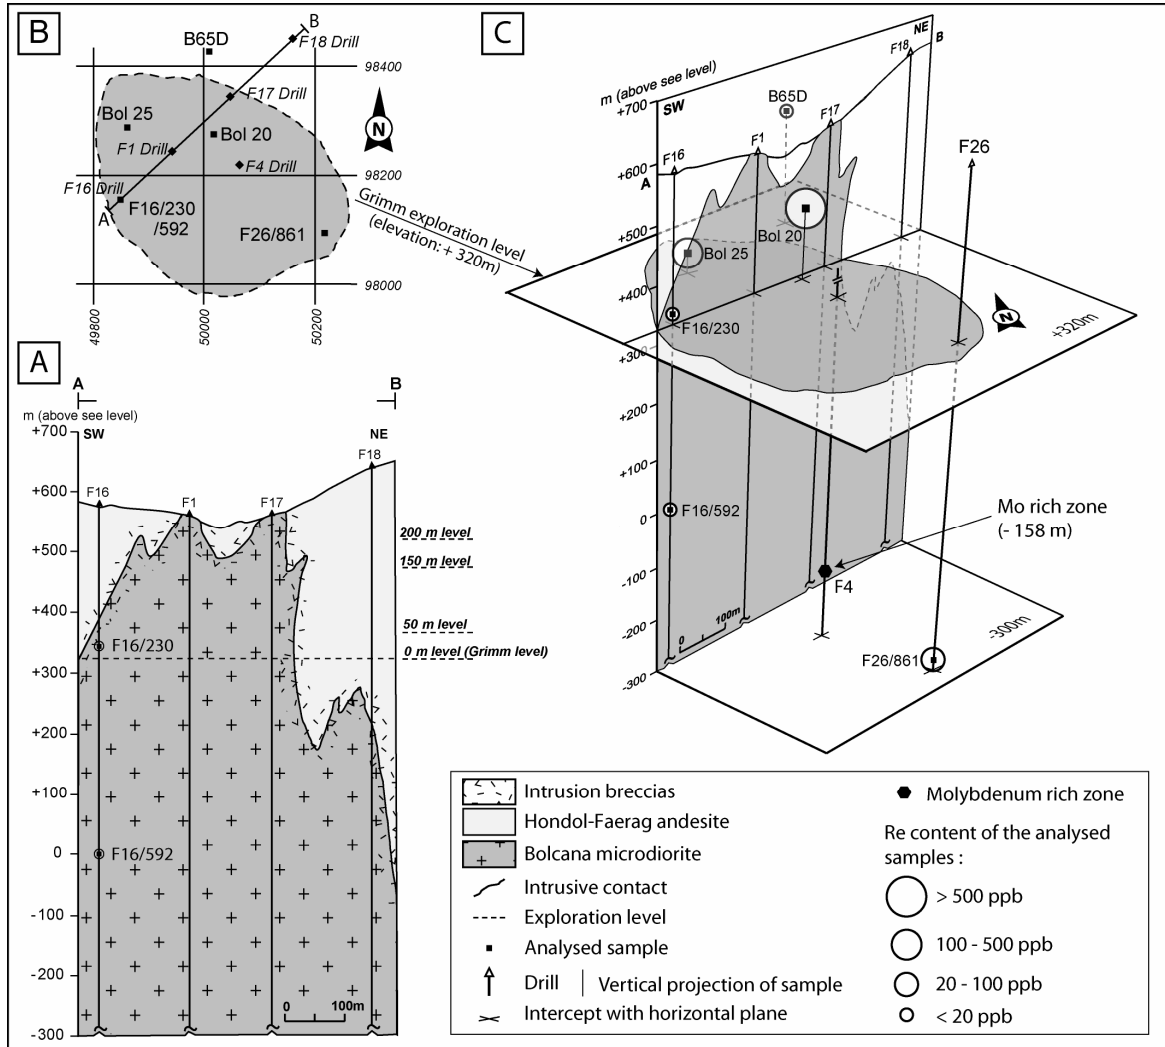 B
B
B65D
F18 Drill
98400
F17 Drill
Bol 25
Bol 20
N
F1 Drill
F4 Drill
98200
F16 Drill
A
F16/230
/592
F26/861
98000
49800
50000
50200
Grimm exploration level
(elevation:+ 320m)
C
NE
B
F18
m (above see level)
+700
SW
B65D
F17
F1
F16
F26
+600
A
+500
Bol 20
Bol 25
+400
F16/230
N
+320m
+300
+200
+100
0
F16/592
Mo rich zone
(- 158 m)
-100
F4
-200
0
100m
-300m
F26/861
-300
A
A
B
m (above see level)
+700
SW
NE
F18
+600
F16
F1
F17
200 m level
+500
150 m level
+400
50 m level
F16/230
0 m level (Grimm level)
+300
+200
+100
0
F16/592
-100
-200
0
100m
-300
Intrusion breccias
Hondol-Faerag andesite
Bolcana microdiorite
Intrusive contact
Exploration level
Analysed sample
Drill
Vertical projection of sample
Intercept with horizontal plane
Molybdenum rich zone
Re content of the analysed
samples :
> 500 ppb
100 - 500 ppb
20 - 100 ppb
< 20 ppb